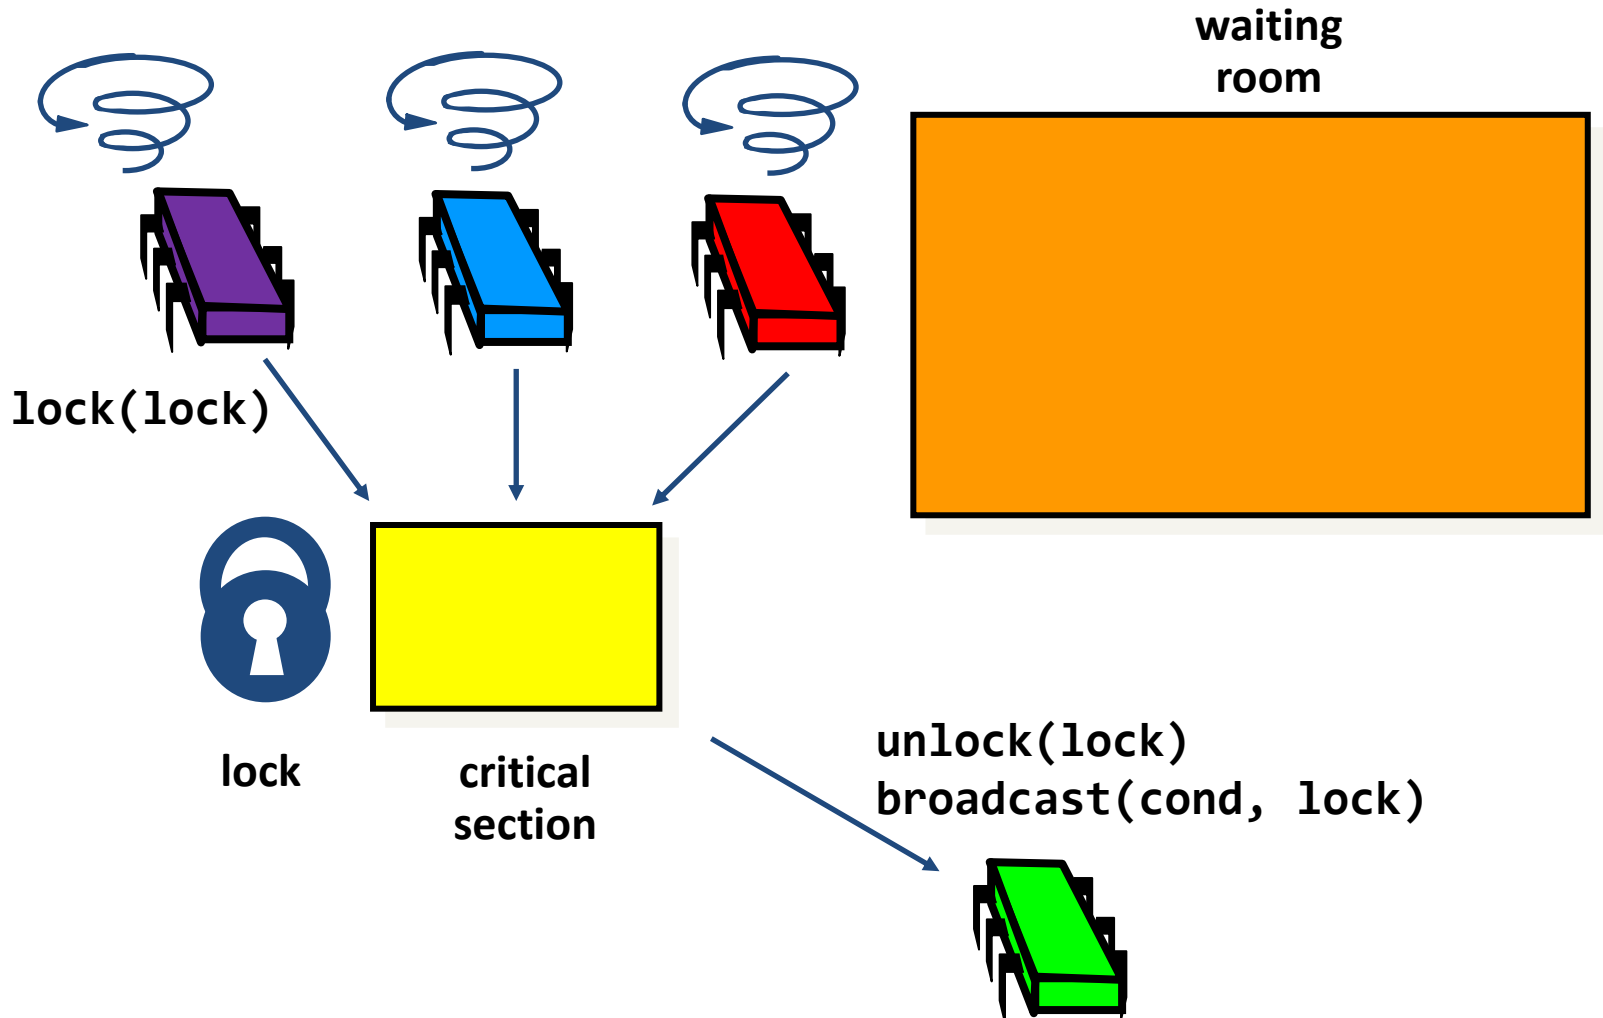 waiting
room
lock(lock)
lock
critical
section
unlock(lock)
broadcast(cond, lock)